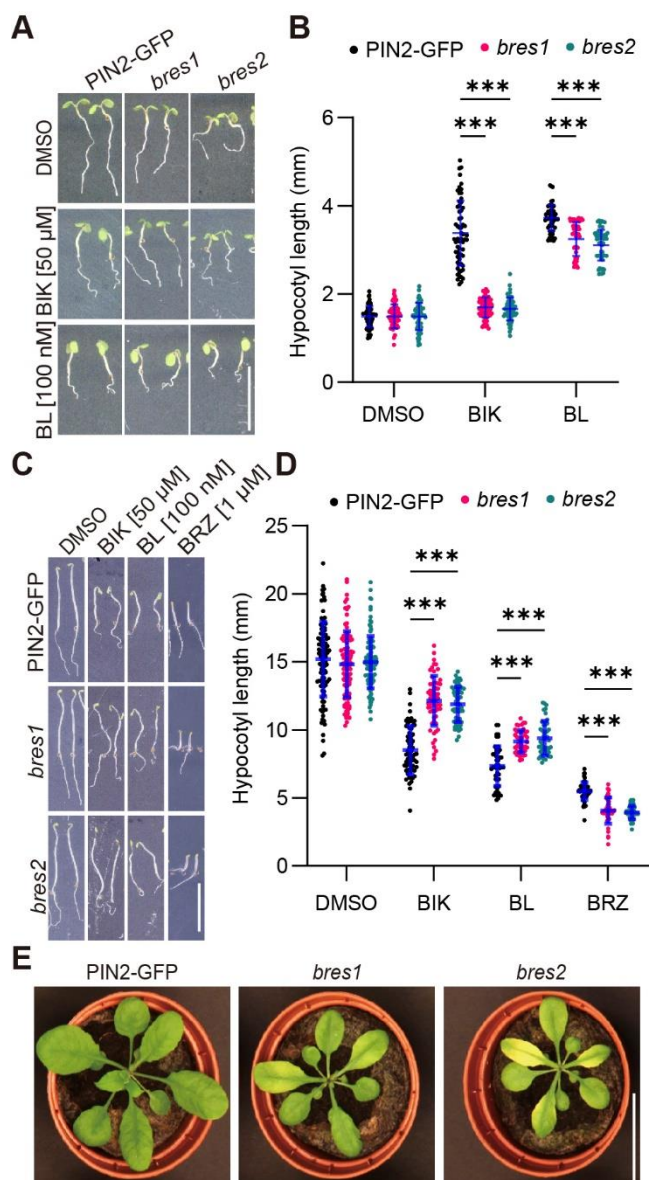 A
PIN2-GFP
bres1
bres2
DMSO
BIK [50 µM]
BL [100 nM]
B
PIN2-GFP bres1 bres2
*** ***
*** ***
Hypocotyl length (mm)
6
4
2
0
DMSO BIK BL
C
DMSO
BIK [50 µM]
BL [100 nM]
BRZ [1 µM]
PIN2-GFP
bres1
bres2
D
PIN2-GFP bres1 bres2
*** *** ***
*** *** ***
Hypocotyl length (mm)
25
20
15
10
5
0
DMSO BIK BL BRZ
E
PIN2-GFP bres1 bres2